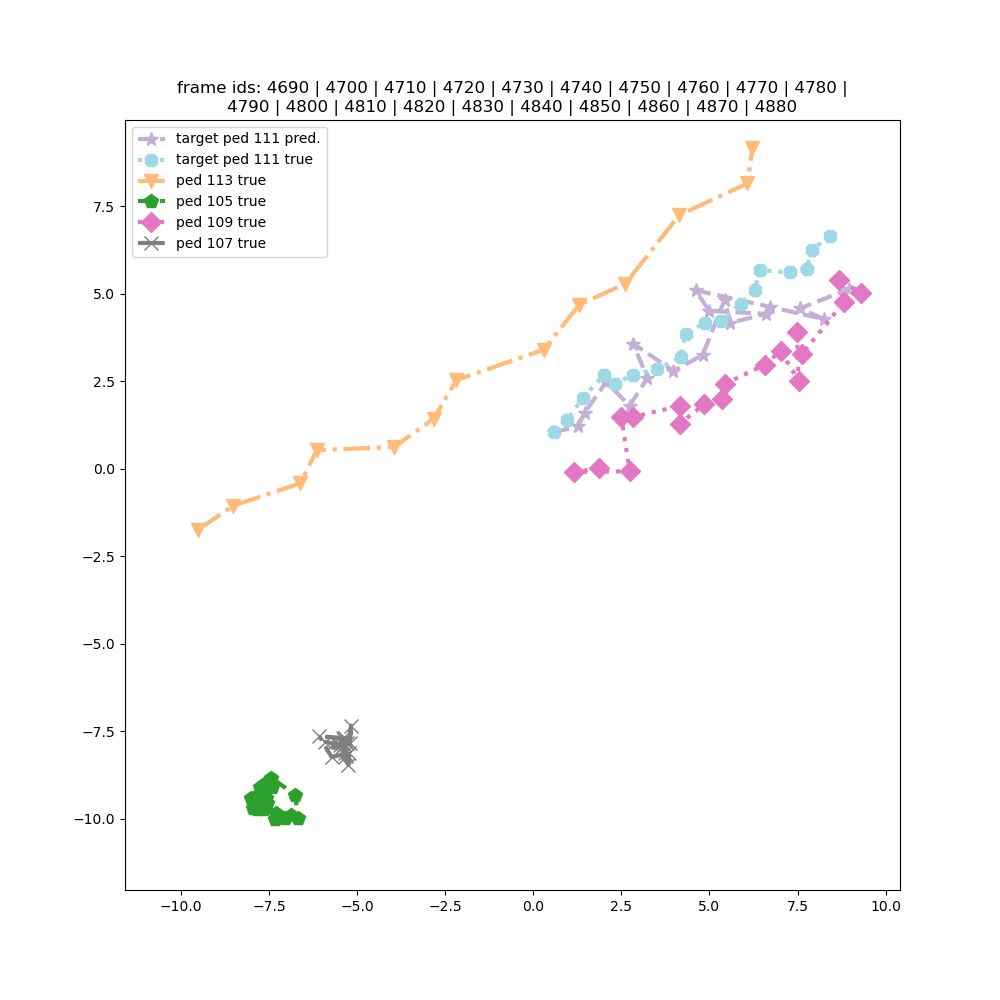 frame ids: 4690 | 4700 | 4710 | 4720 | 4730 | 4740 | 4750 | 4760 | 4770 | 4780 |
4790 | 4800 | 4810 | 4820 | 4830 | 4840 | 4850 | 4860 | 4870 | 4880
target ped 111 pred.
target ped 111 true
ped 113 true
ped 105 true
ped 109 true
ped 107 true
7.5
5.0
2.5
0.0
−2.5
−5.0
−7.5
−10.0
−10.0 −7.5 −5.0 −2.5 0.0 2.5 5.0 7.5 10.0